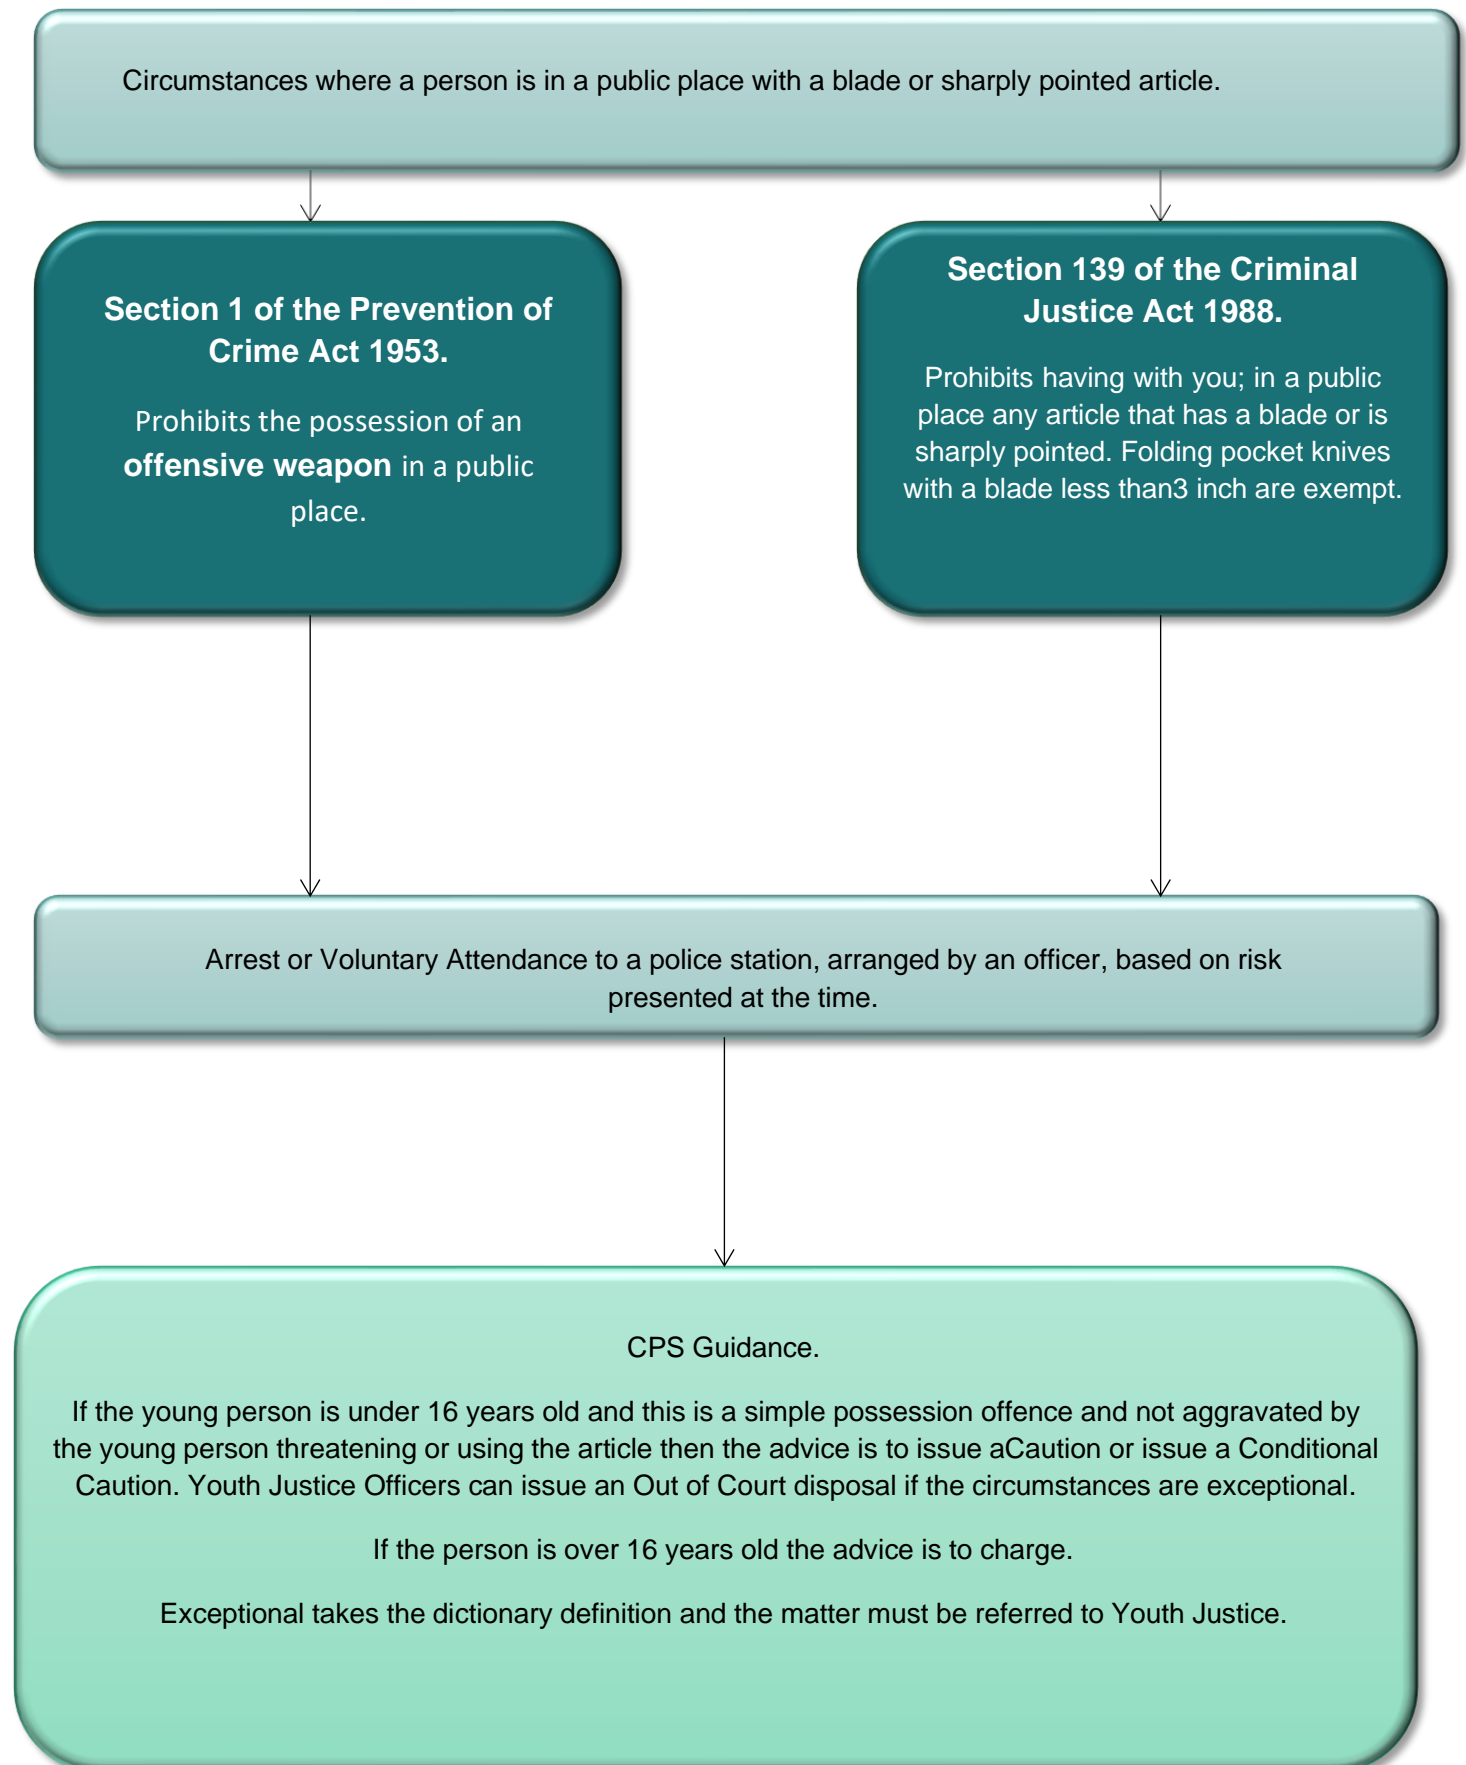 Circumstances where a person is in a public place with a blade or sharply pointed article.
Section 1 of the Prevention of
Crime Act 1953.
Prohibits the possession of an
offensive weapon in a public
place.
Section 139 of the Criminal
Justice Act 1988.
Prohibits having with you; in a public
place any article that has a blade or is
sharply pointed. Folding pocket knives
with a blade less than3 inch are exempt.
Arrest or Voluntary Attendance to a police station, arranged by an officer, based on risk
presented at the time.
CPS Guidance.
If the young person is under 16 years old and this is a simple possession offence and not aggravated by
the young person threatening or using the article then the advice is to issue aCaution or issue a Conditional
Caution. Youth Justice Officers can issue an Out of Court disposal if the circumstances are exceptional.
If the person is over 16 years old the advice is to charge.
Exceptional takes the dictionary definition and the matter must be referred to Youth Justice.